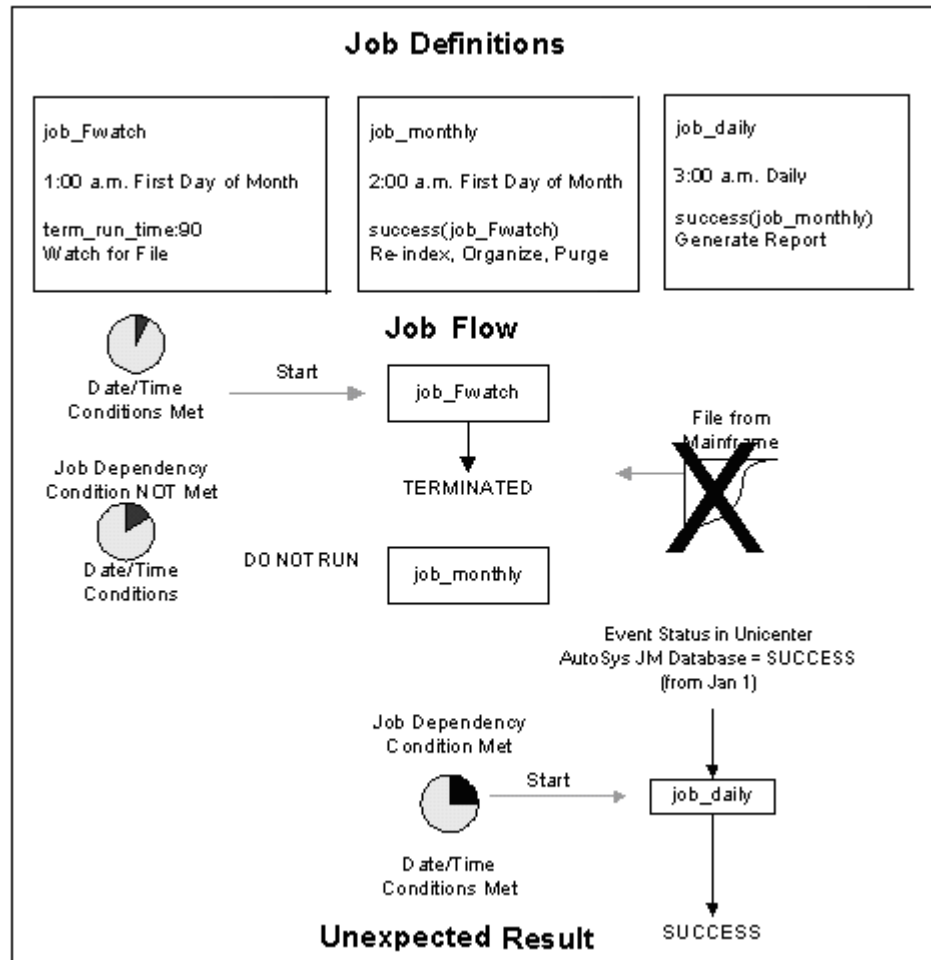 Job Definitions
job_Fwatch
1:00 a.m. First Day of Month
term_run_time:90
Watch for File
job_monthly
2:00 a.m. First Day of Month
success(job_Fwatch)
Re-index, Organize, Purge
job_daily
3:00 a.m. Daily
success(job_monthly)
Generate Report
Job Flow
Date/Time
Conditions Met
Start
job_Fwatch
File from
Mainframe
TERMINATED
Job Dependency
Condition NOT Met
Date/Time
Conditions
DO NOT RUN
job_monthly
Event Status in Unicenter
AutoSys JM Database = SUCCESS
(from Jan 1)
Job Dependency
Condition Met
Start
job_daily
Date/Time
Conditions Met
SUCCESS
Unexpected Result